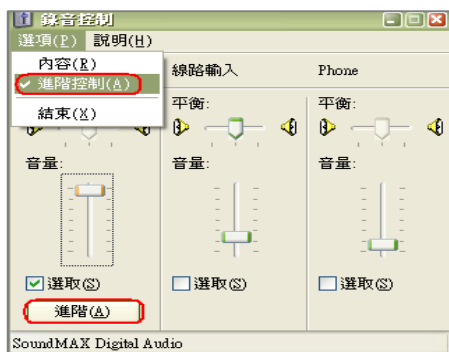 錄音控制
選項(P) 說明(H)
內容(R)
進階控制(A)
結束(X)
線路輸入 Phone
平衡: 平衡:
音量: 音量: 音量:
選取(S) 選取(S) 選取(S)
進階(A)
SoundMAX Digital Audio